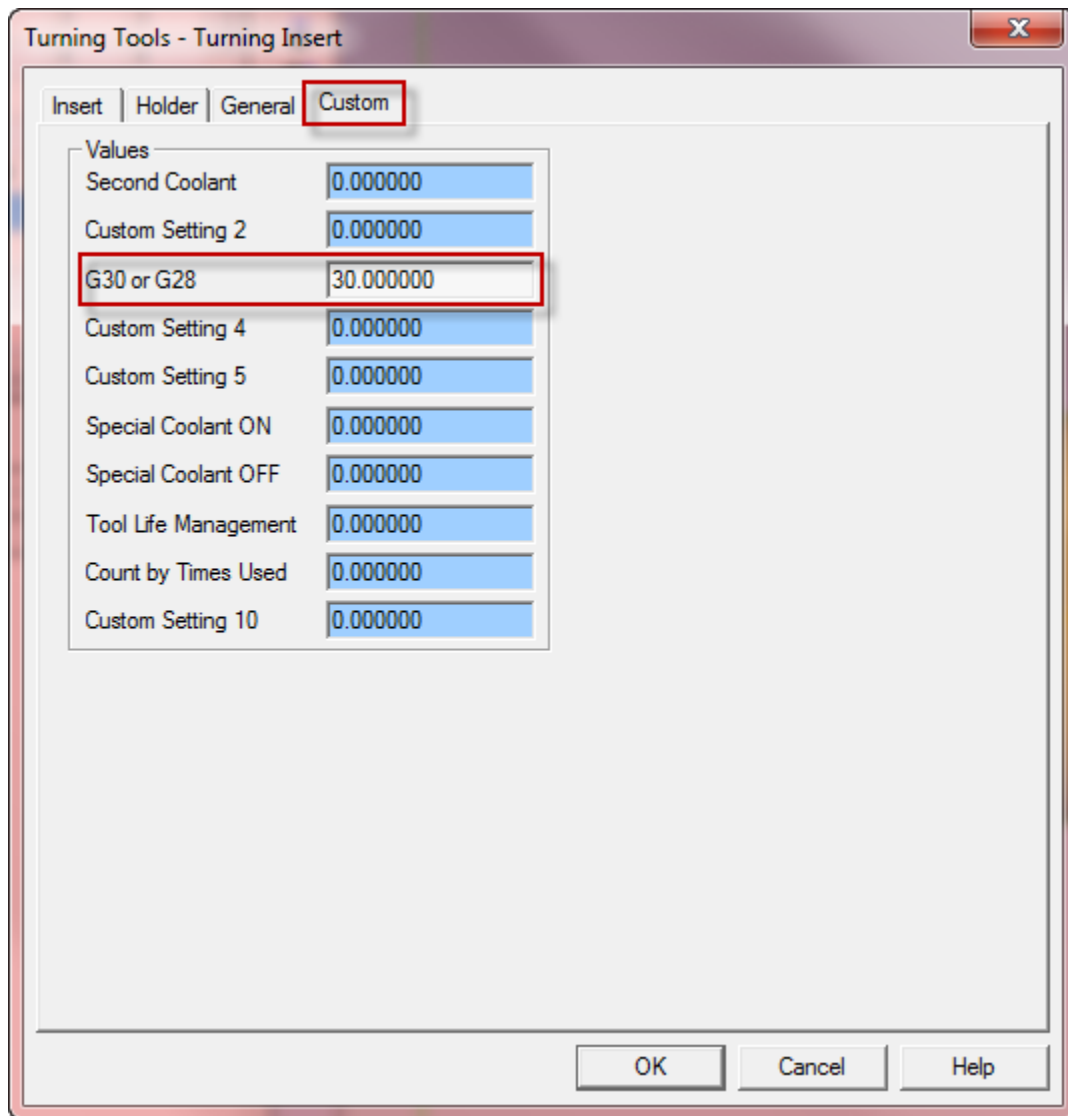 Turning Tools - Turning Insert
Insert Holder General Custom
Values
Second Coolant 0.000000
Custom Setting 2 0.000000
G30 or G28 30.000000
Custom Setting 4 0.000000
Custom Setting 5 0.000000
Special Coolant ON 0.000000
Special Coolant OFF 0.000000
Tool Life Management 0.000000
Count by Times Used 0.000000
Custom Setting 10 0.000000
OK Cancel Help